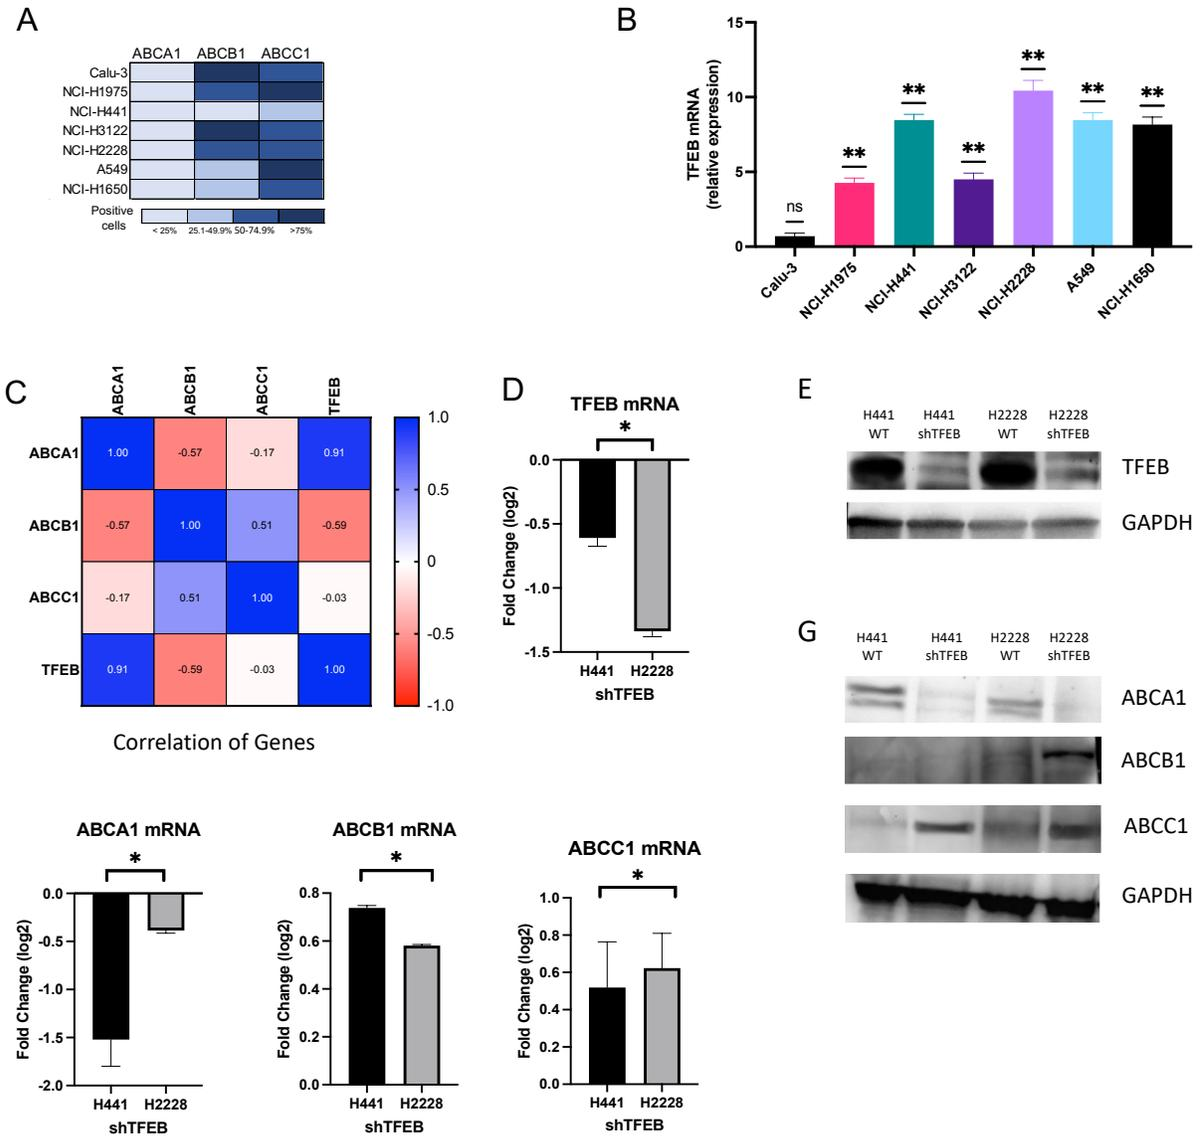 A
ABCA1 ABCB1 ABCC1
Calu-3
NCI-H1975
NCI-H441
NCI-H3122
NCI-H2228
A549
NCI-H1650
Positive
cells
< 25% 25.1-49.9% 50-74.9% >75%
B
TFEB mRNA
(relative expression)
15
10
5
0
ns
**
**
**
**
**
**
Calu-3
NCI-H1975
NCI-H441
NCI-H3122
NCI-H2228
A549
NCI-H1650
C
ABCA1 ABCB1 ABCC1 TFEB
ABCA1 1.00 -0.57 -0.17 0.91
ABCB1 -0.57 1.00 0.51 -0.59
ABCC1 -0.17 0.51 1.00 -0.03
TFEB 0.91 -0.59 -0.03 1.00
1.0
0.5
0
-0.5
-1.0
Correlation of Genes
D
TFEB mRNA
*
Fold Change (log2)
0.0
-0.5
-1.0
-1.5
H441 H2228
shTFEB
E
H441 H441 H2228 H2228
WT shTFEB WT shTFEB
TFEB
GAPDH
G
H441 H441 H2228 H2228
WT shTFEB WT shTFEB
ABCA1
ABCB1
ABCC1
GAPDH
ABCA1 mRNA
*
Fold Change (log2)
0.0
-0.5
-1.0
-1.5
-2.0
H441 H2228
shTFEB
ABCB1 mRNA
*
Fold Change (log2)
0.8
0.6
0.4
0.2
0.0
H441 H2228
shTFEB
ABCC1 mRNA
*
Fold Change (log2)
1.0
0.8
0.6
0.4
0.2
0.0
H441 H2228
shTFEB